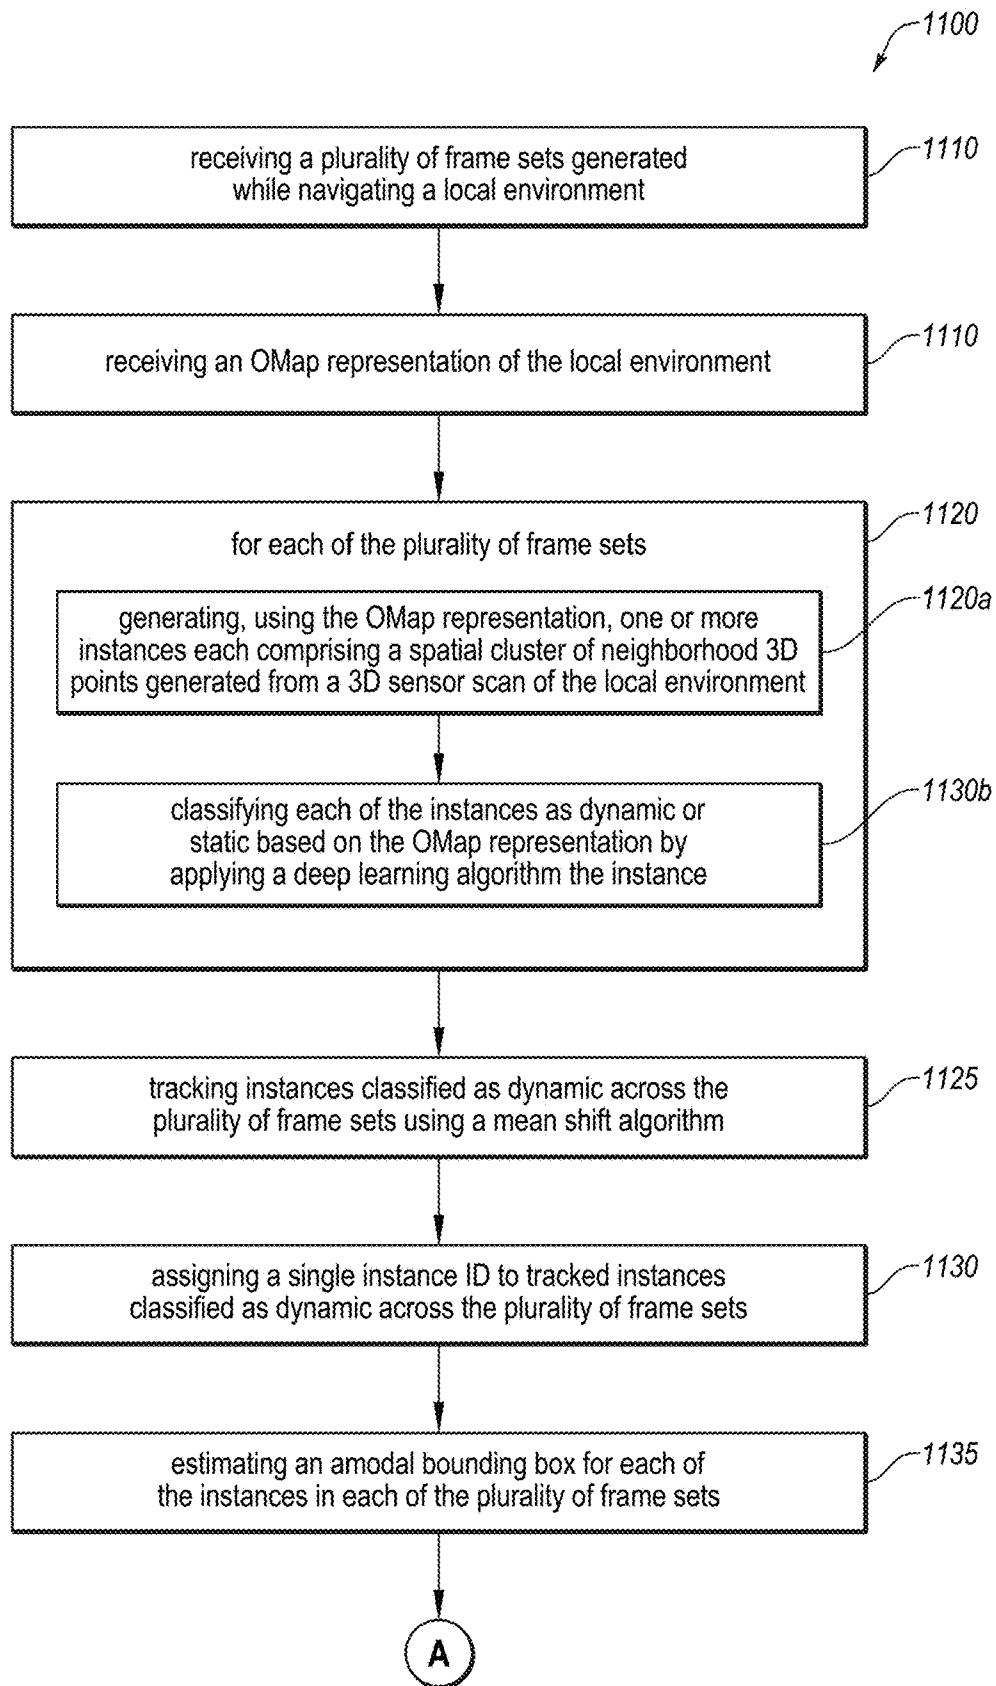 1100
receiving a plurality of frame sets generated
while navigating a local environment
1110
receiving an OMap representation of the local environment
1110
for each of the plurality of frame sets
1120
generating, using the OMap representation, one or more
instances each comprising a spatial cluster of neighborhood 3D
points generated from a 3D sensor scan of the local environment
1120a
classifying each of the instances as dynamic or
static based on the OMap representation by
applying a deep learning algorithm the instance
1130b
tracking instances classified as dynamic across the
plurality of frame sets using a mean shift algorithm
1125
assigning a single instance ID to tracked instances
classified as dynamic across the plurality of frame sets
1130
estimating an amodal bounding box for each of
the instances in each of the plurality of frame sets
1135
A